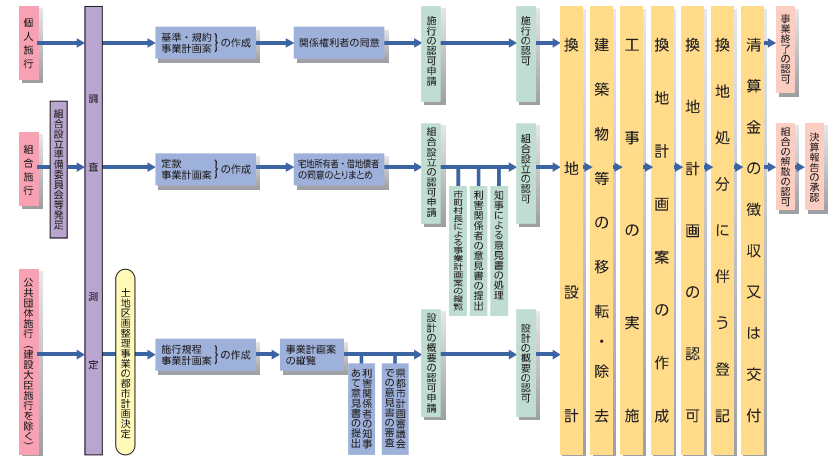 個人施行
調査測定
基準・規約
事業計画案
の作成
関係権利者の同意
施行の認可申請
施行の認可
組合施行
組合設立準備委員会等発足
定款
事業計画案
の作成
宅地所有者・借地債者
の同意のとりまとめ
組合設立の認可申請
市町村長による事業計画案の縦覧
利害関係者の意見書の提出
知事による意見書の処理
組合設立の認可
公共団体施行（建設大臣施行を除く）
土地区画整理事業の都市計画決定
施行規程
事業計画案
の作成
事業計画案
の縦覧
利害関係者の知事
あて意見書の提出
県都市計画審議会
での意見書の審査
設計の概要の認可申請
設計の概要の認可
換地設計
建築物等の移転・除去
工事の実施
換地計画案の作成
換地計画の認可
換地処分に伴う登記
清算金の徴収又は交付
事業終了の認可
組合の解散の認可
決算報告の承認